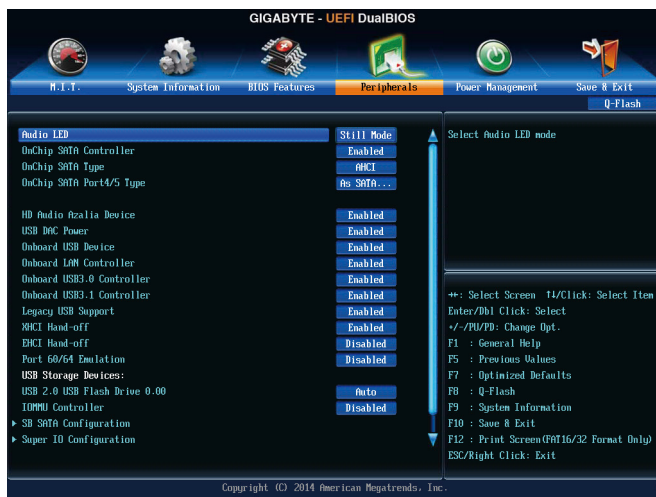 GIGABYTE - UEFI DualBIOS
M.I.T. System Information BIOS Features Peripherals Power Management Save & Exit
Q-Flash
Audio LED Still Mode
OnChip SATA Controller Enabled
OnChip SATA Type AHCI
OnChip SATA Port4/5 Type As SATA...
HD Audio Azalia Device Enabled
USB DAC Power Enabled
Onboard USB Device Enabled
Onboard LAN Controller Enabled
Onboard USB3.0 Controller Enabled
Onboard USB3.1 Controller Enabled
Legacy USB Support Enabled
XHCI Hand-off Enabled
EHCI Hand-off Disabled
Port 60/64 Emulation Disabled
USB Storage Devices:
USB 2.0 USB Flash Drive 0.00 Auto
IOMMU Controller Disabled
SB SATA Configuration
Super IO Configuration
Select Audio LED mode
→←: Select Screen ↑↓/Click: Select Item
Enter/Dbl Click: Select
+/-/PU/PD: Change Opt.
F1 : General Help
F5 : Previous Values
F7 : Optimized Defaults
F8 : Q-Flash
F9 : System Information
F10 : Save & Exit
F12 : Print Screen(FAT16/32 Format Only)
ESC/Right Click: Exit
Copyright (C) 2014 American Megatrends, Inc.